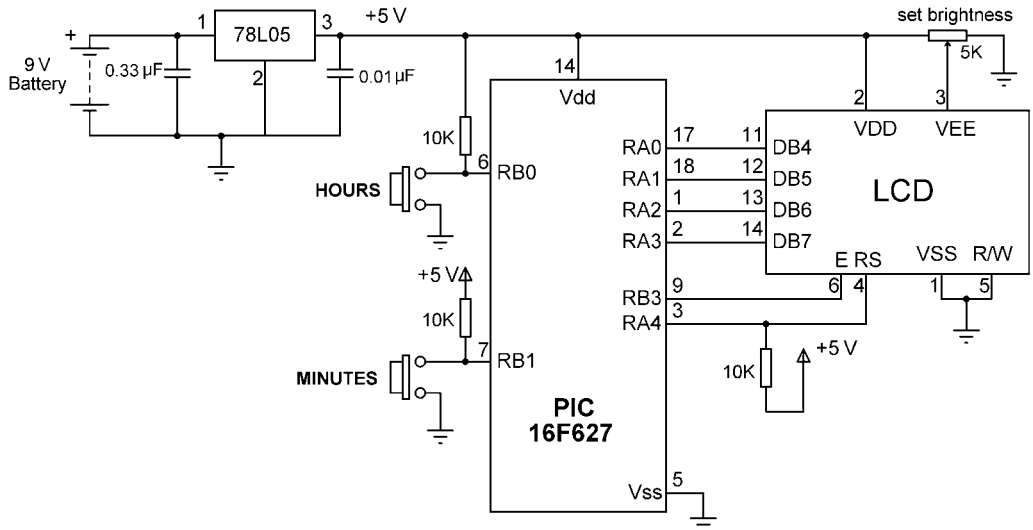 set brightness
1
78L05
3
+5 V
+
5K
9 V
Battery
0.33 µF
2
0.01 µF
14
Vdd
2
3
VDD
VEE
10K
RA0
17
11
DB4
6
RB0
RA1
18
12
DB5
LCD
HOURS
RA2
1
13
DB6
RA3
2
14
DB7
E RS
VSS
R/W
+5 V
6
4
1
5
RB3
9
10K
RA4
3
7
RB1
+5 V
MINUTES
10K
PIC
16F627
Vss
5